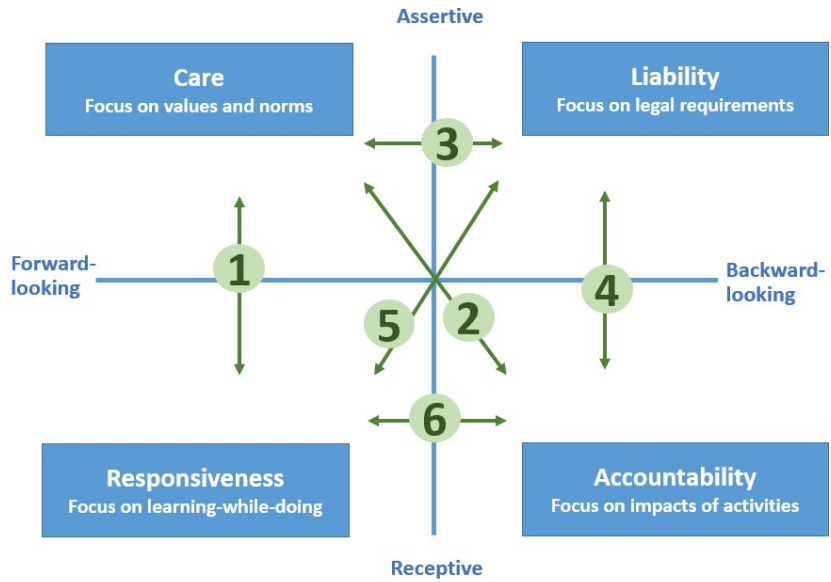 Assertive
Care
Focus on values and norms
Liability
Focus on legal requirements
3
Forward-
looking
1
Backward-
looking
4
5
2
6
Responsiveness
Focus on learning-while-doing
Accountability
Focus on impacts of activities
Receptive